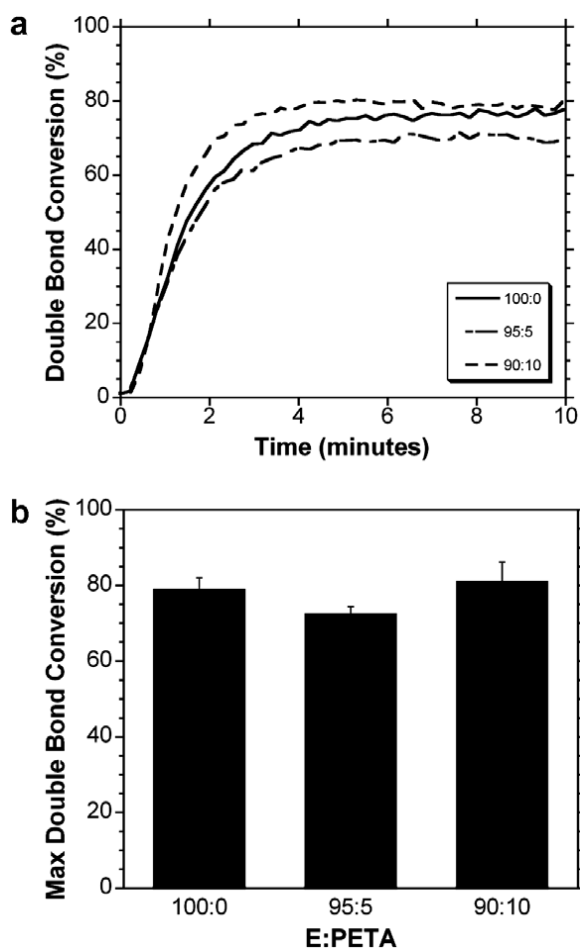 a
Double Bond Conversion (%)
100
80
60
40
20
0
100:0
95:5
90:10
0 2 4 6 8 10
Time (minutes)
b
Max Double Bond Conversion (%)
100
80
60
40
20
0
100:0 95:5 90:10
E:PETA